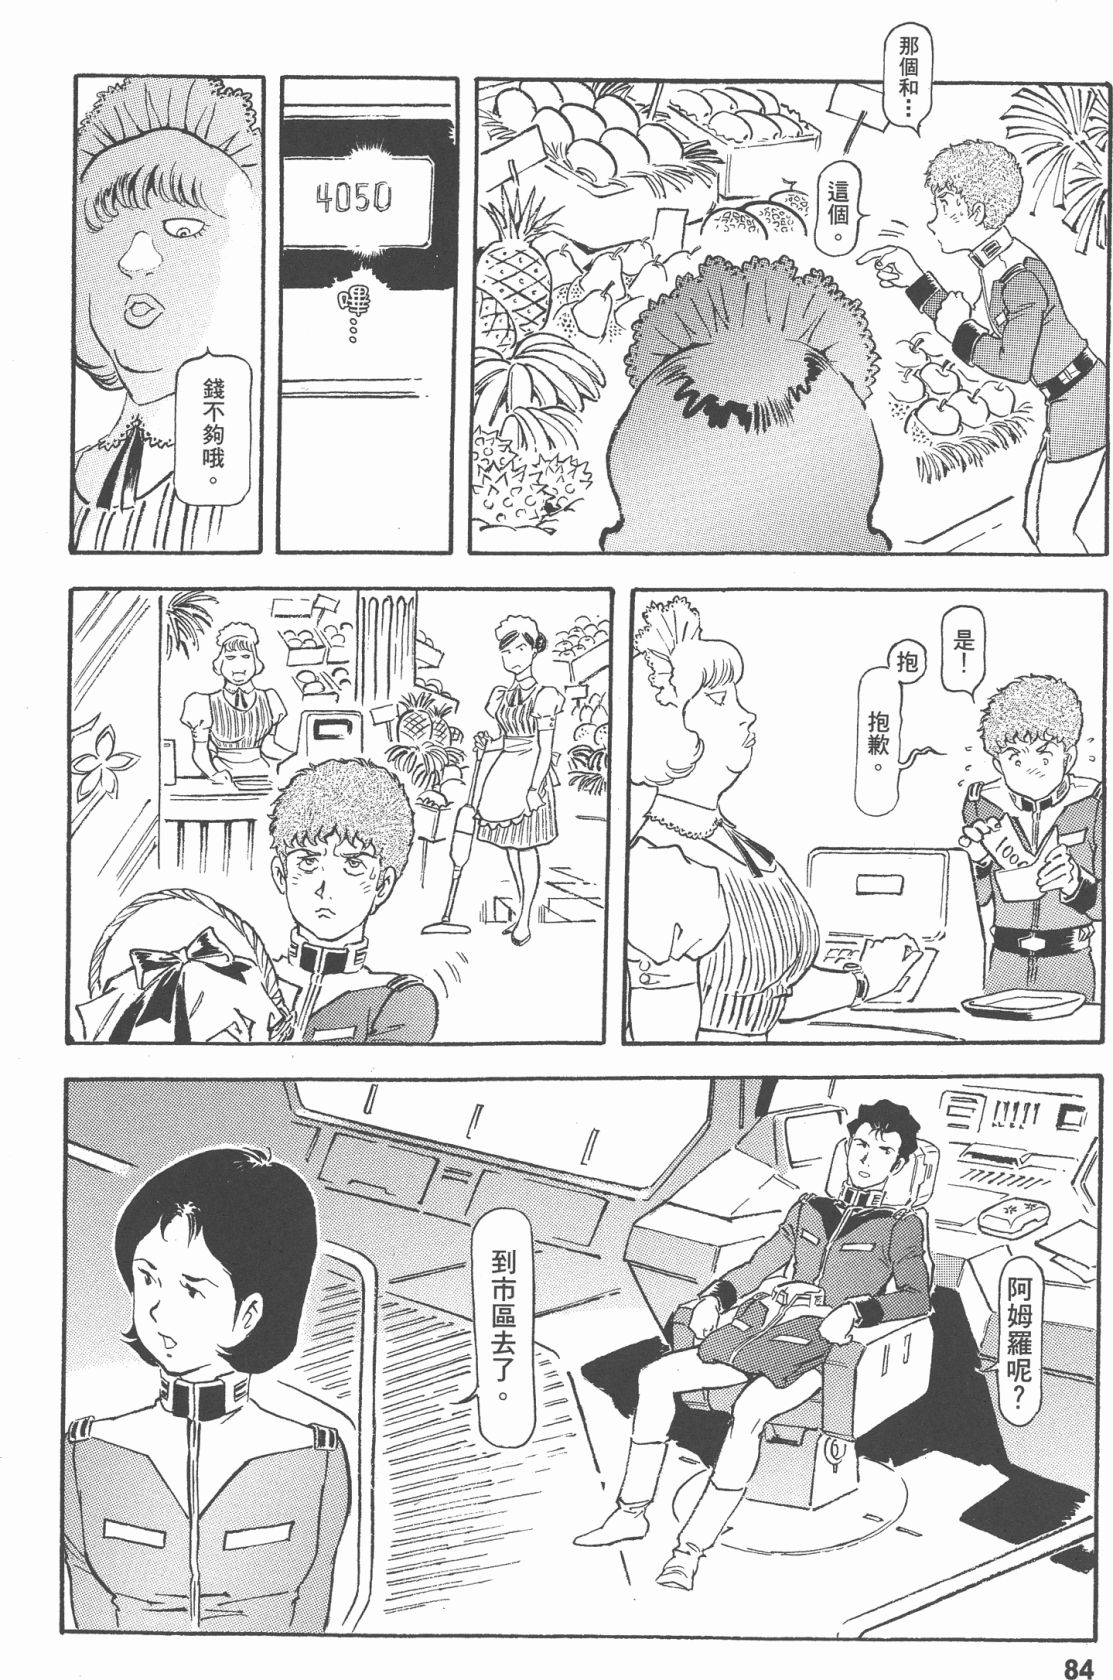 那個和…
這個。
4050
嗶…
錢不夠哦。
是！
抱
抱歉。
1000
阿姆羅呢？
到市區去了。
84